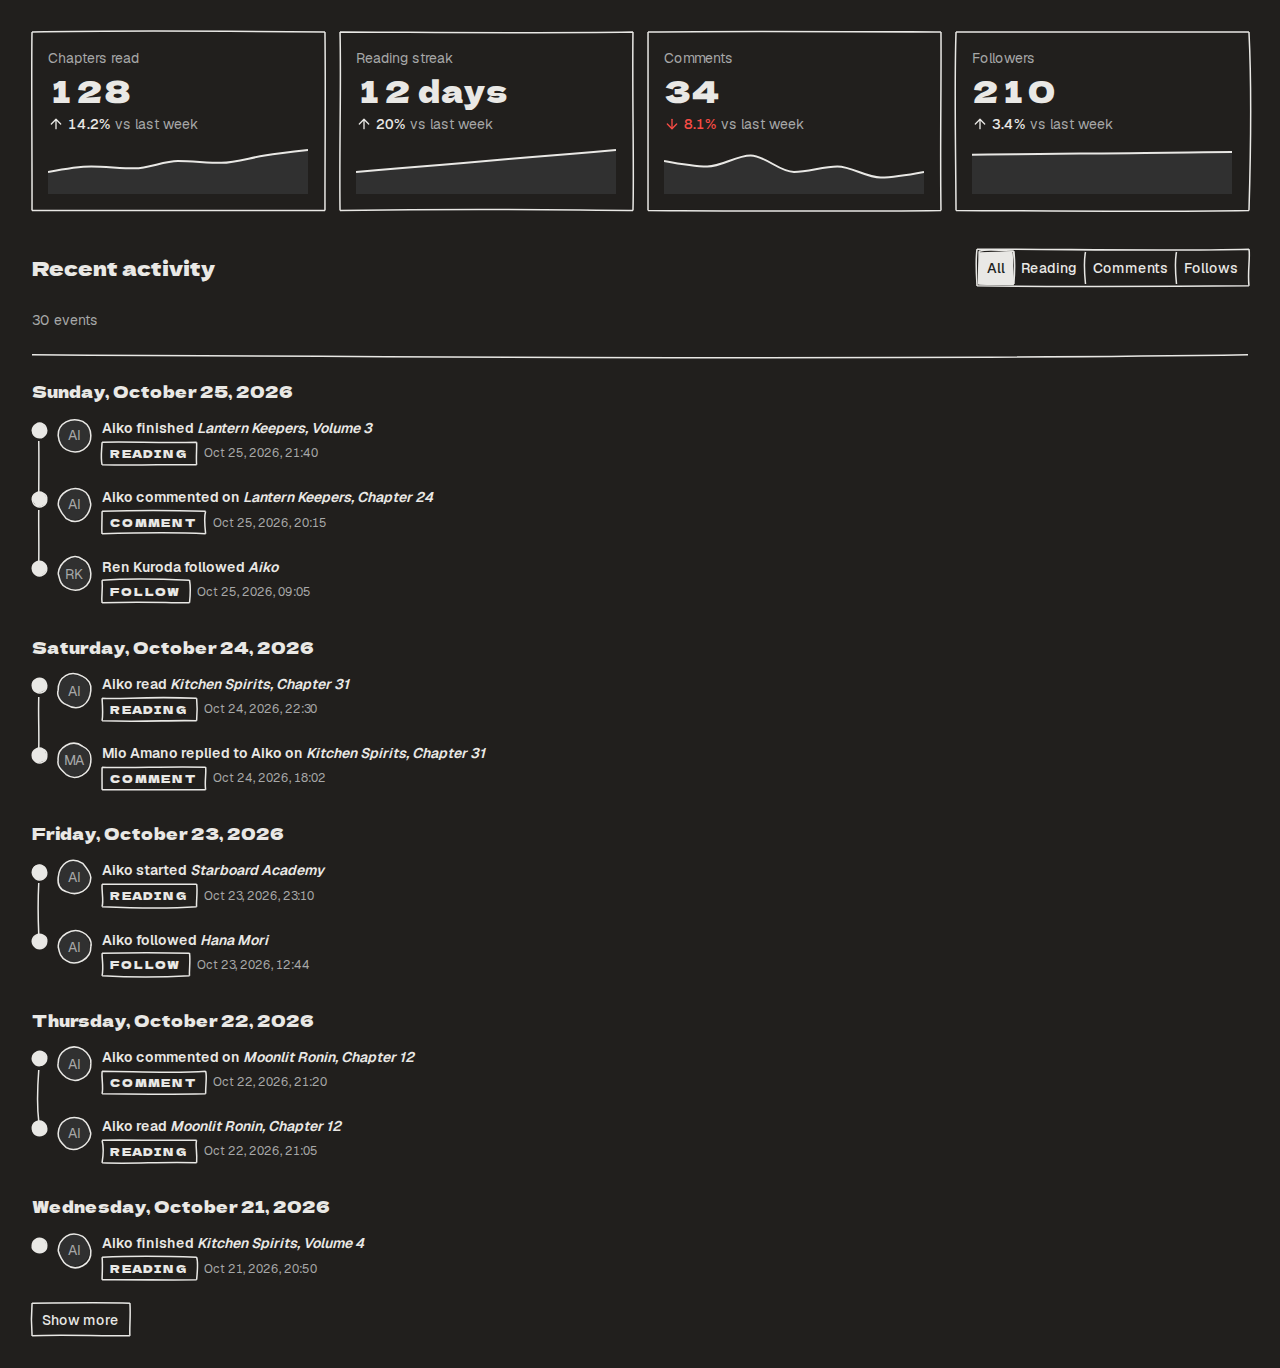 Chapters read
128
↑ 14.2% vs last week
Reading streak
12 days
↑ 20% vs last week
Comments
34
↓ 8.1% vs last week
Followers
210
↑ 3.4% vs last week
Recent activity
All Reading Comments Follows
30 events
Sunday, October 25, 2026
AI
Aiko finished Lantern Keepers, Volume 3
READING Oct 25, 2026, 21:40
AI
Aiko commented on Lantern Keepers, Chapter 24
COMMENT Oct 25, 2026, 20:15
RK
Ren Kuroda followed Aiko
FOLLOW Oct 25, 2026, 09:05
Saturday, October 24, 2026
AI
Aiko read Kitchen Spirits, Chapter 31
READING Oct 24, 2026, 22:30
MA
Mio Amano replied to Aiko on Kitchen Spirits, Chapter 31
COMMENT Oct 24, 2026, 18:02
Friday, October 23, 2026
AI
Aiko started Starboard Academy
READING Oct 23, 2026, 23:10
AI
Aiko followed Hana Mori
FOLLOW Oct 23, 2026, 12:44
Thursday, October 22, 2026
AI
Aiko commented on Moonlit Ronin, Chapter 12
COMMENT Oct 22, 2026, 21:20
AI
Aiko read Moonlit Ronin, Chapter 12
READING Oct 22, 2026, 21:05
Wednesday, October 21, 2026
AI
Aiko finished Kitchen Spirits, Volume 4
READING Oct 21, 2026, 20:50
Show more